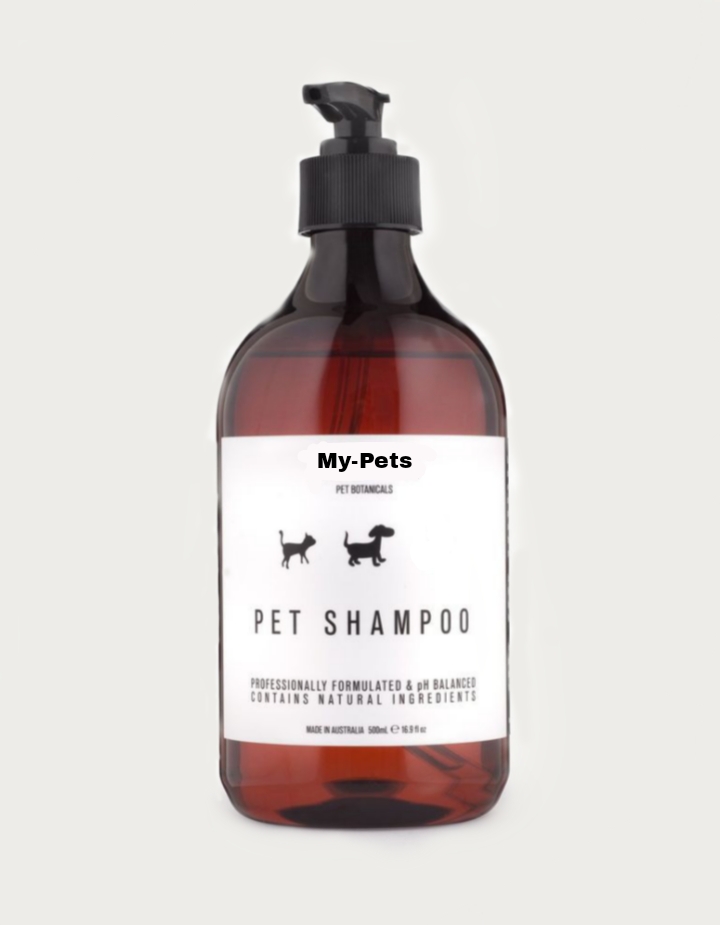 My-Pets
PET BOTANICALS
PET SHAMPOO
PROFESSIONALLY FORMULATED & pH BALANCED
CONTAINS NATURAL INGREDIENTS
MADE IN AUSTRALIA 500mL ℮ 16.9 fl oz